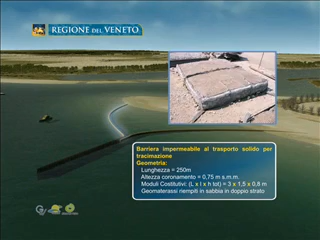 REGIONE DEL VENETO
Barriera impermeabile al trasporto solido per
tracimazione
Geometria:
Lunghezza = 250m
Altezza coronamento = 0,75 m s.m.m.
Moduli Costitutivi: (L x l x h tot) = 3 x 1,5 x 0,8 m
Geomaterassi riempiti in sabbia in doppio strato